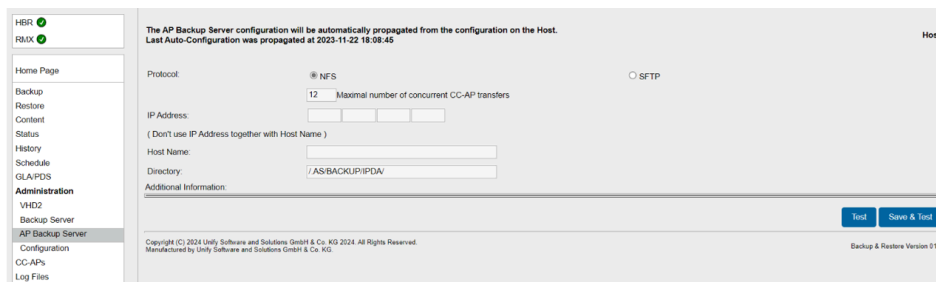 HBR
RMX
Home Page
Backup
Restore
Content
Status
History
Schedule
GLA/PDS
Administration
VHD2
Backup Server
AP Backup Server
Configuration
CC-APs
Log Files
The AP Backup Server configuration will be automatically propagated from the configuration on the Host.
Last Auto-Configuration was propagated at 2023-11-22 18:08:45
Hos
Protocol: NFS SFTP
12 Maximal number of concurrent CC-AP transfers
IP Address:
( Don't use IP Address together with Host Name )
Host Name:
Directory: /.AS/BACKUP/IPDA/
Additional Information:
Test Save & Test
Copyright (C) 2024 Unify Software and Solutions GmbH & Co. KG 2024. All Rights Reserved.
Manufactured by Unify Software and Solutions GmbH & Co. KG.
Backup & Restore Version 01